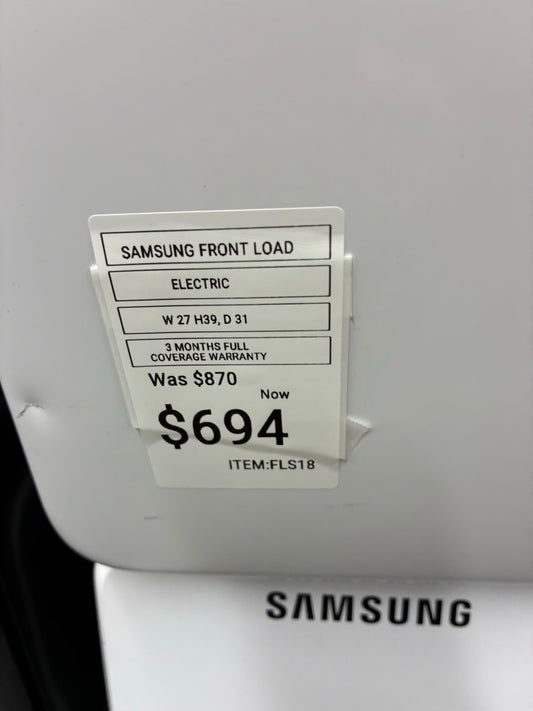 SAMSUNG FRONT LOAD
ELECTRIC
W 27 H39, D 31
3 MONTHS FULL
COVERAGE WARRANTY
Was $870
Now
$694
ITEM:FLS18
SAMSUNG